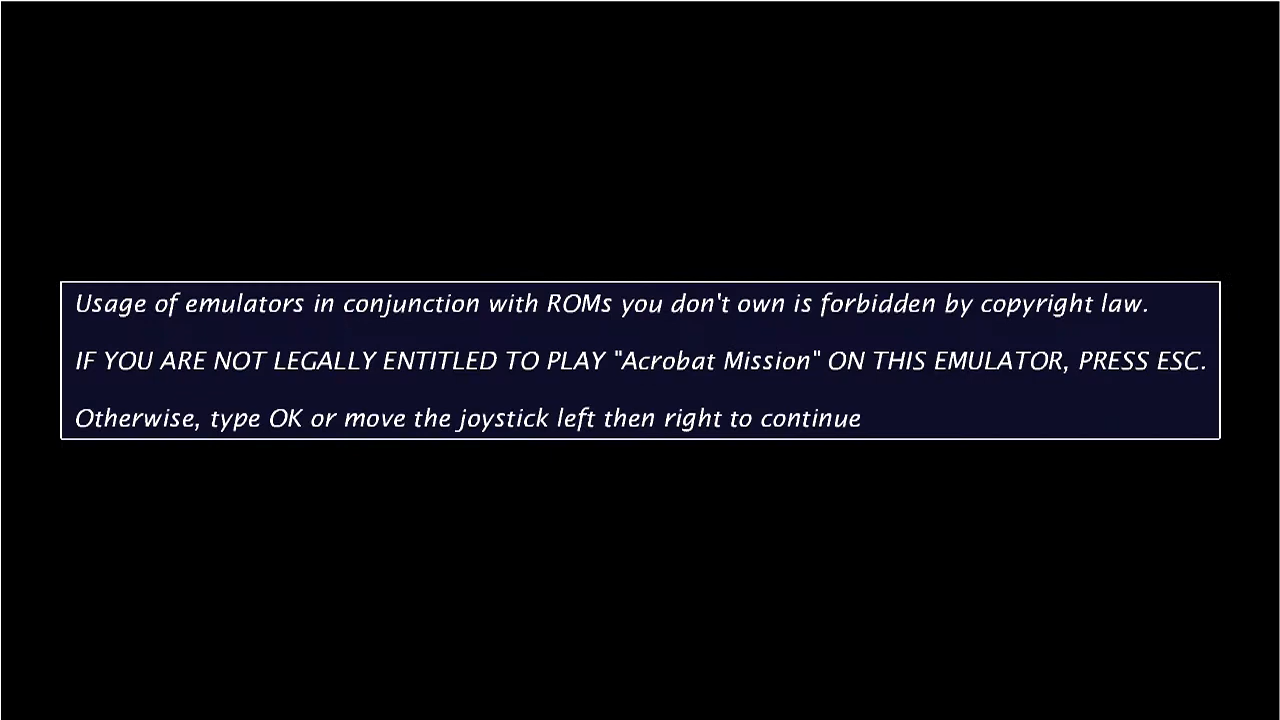 Usage of emulators in conjunction with ROMs you don't own is forbidden by copyright law.
IF YOU ARE NOT LEGALLY ENTITLED TO PLAY "Acrobat Mission" ON THIS EMULATOR, PRESS ESC.
Otherwise, type OK or move the joystick left then right to continue